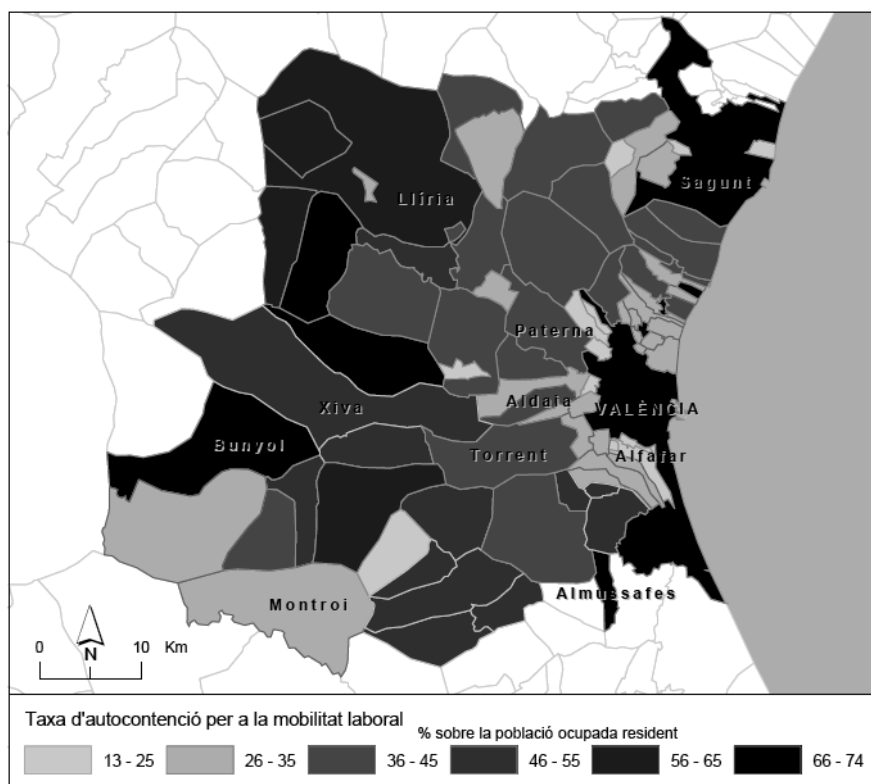 Sagunt
Llíria
Paterna
Xiva
Aldaia
VALÈNCIA
Bunyol
Torrent
Alfafar
Montroi
Almussafes
0 10 Km
N
Taxa d'autocontenció per a la mobilitat laboral
% sobre la població ocupada resident
13 - 25 26 - 35 36 - 45 46 - 55 56 - 65 66 - 74